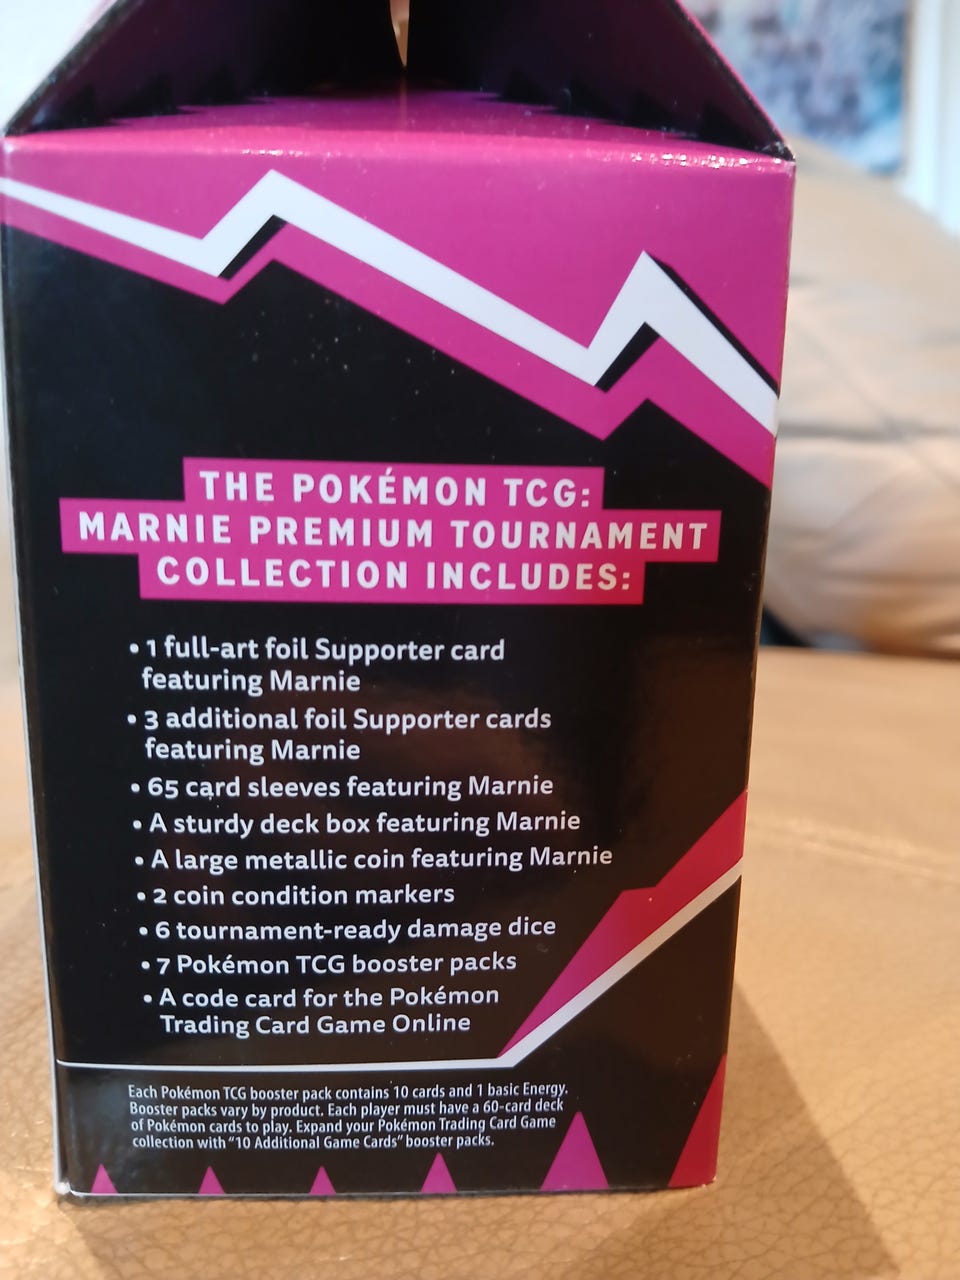 THE POKÉMON TCG:
MARNIE PREMIUM TOURNAMENT
COLLECTION INCLUDES:
• 1 full-art foil Supporter card
featuring Marnie
• 3 additional foil Supporter cards
featuring Marnie
• 65 card sleeves featuring Marnie
• A sturdy deck box featuring Marnie
• A large metallic coin featuring Marnie
• 2 coin condition markers
• 6 tournament-ready damage dice
• 7 Pokémon TCG booster packs
• A code card for the Pokémon
Trading Card Game Online
Each Pokémon TCG booster pack contains 10 cards and 1 basic Energy.
Booster packs vary by product. Each player must have a 60-card deck
of Pokémon cards to play. Expand your Pokémon Trading Card Game
collection with “10 Additional Game Cards” booster packs.